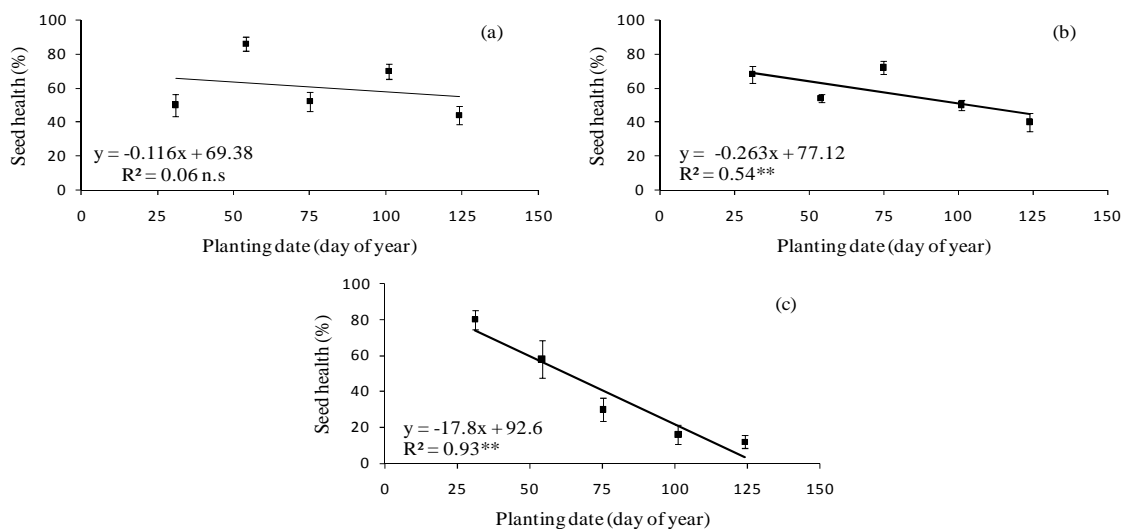 (a)
Seed health (%)
100
80
60
40
20
0
y = -0.116x + 69.38
R² = 0.06 n.s
0 25 50 75 100 125 150
Planting date (day of year)
(b)
Seed health (%)
100
80
60
40
20
0
y = -0.263x + 77.12
R² = 0.54**
0 25 50 75 100 125 150
Planting date (day of year)
(c)
Seed health (%)
100
80
60
40
20
0
y = -17.8x + 92.6
R² = 0.93**
0 25 50 75 100 125 150
Planting date (day of year)